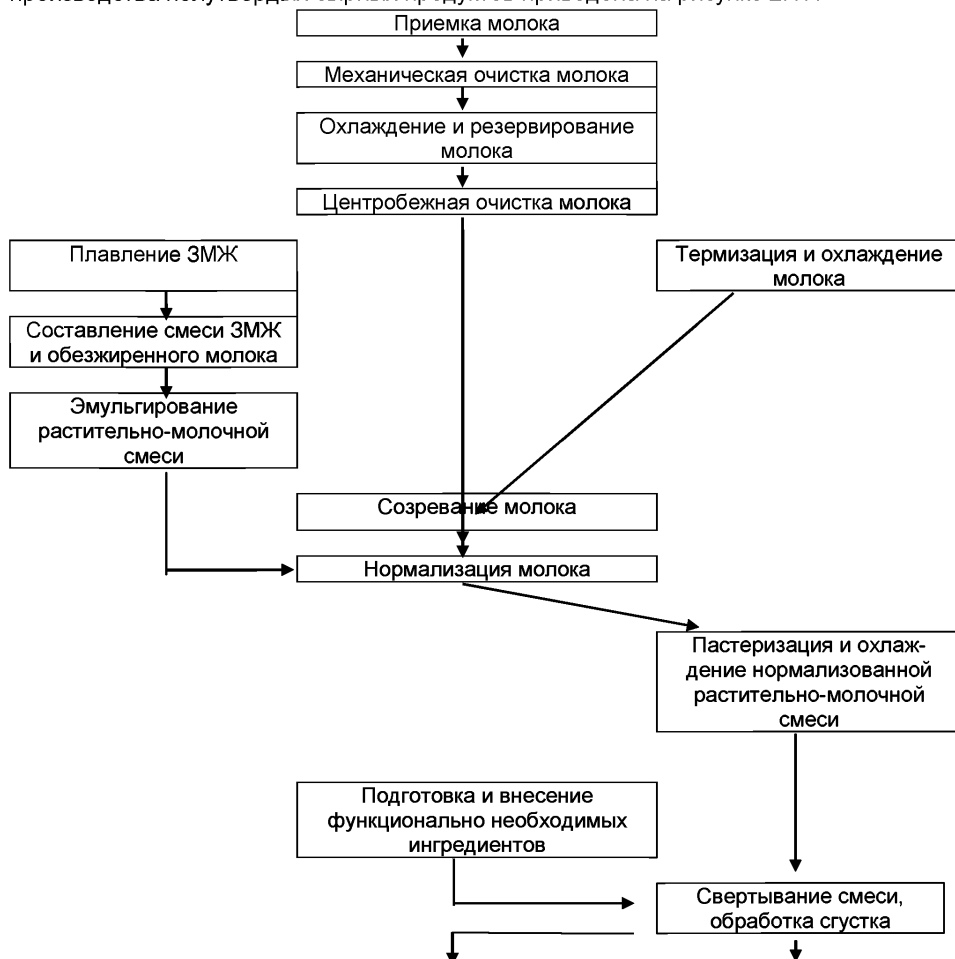 производства полутвердых сырных продуктов приведена на рисунке 2.1.
Приемка молока
Механическая очистка молока
Охлаждение и резервирование
молока
Центробежная очистка молока
Плавление ЗМЖ
Термизация и охлаждение
молока
Составление смеси ЗМЖ
и обезжиренного молока
Эмульгирование
растительно-молочной
смеси
Созревание молока
Нормализация молока
Пастеризация и охлаж-
дение нормализованной
растительно-молочной
смеси
Подготовка и внесение
функционально необходимых
ингредиентов
Свертывание смеси,
обработка сгустка